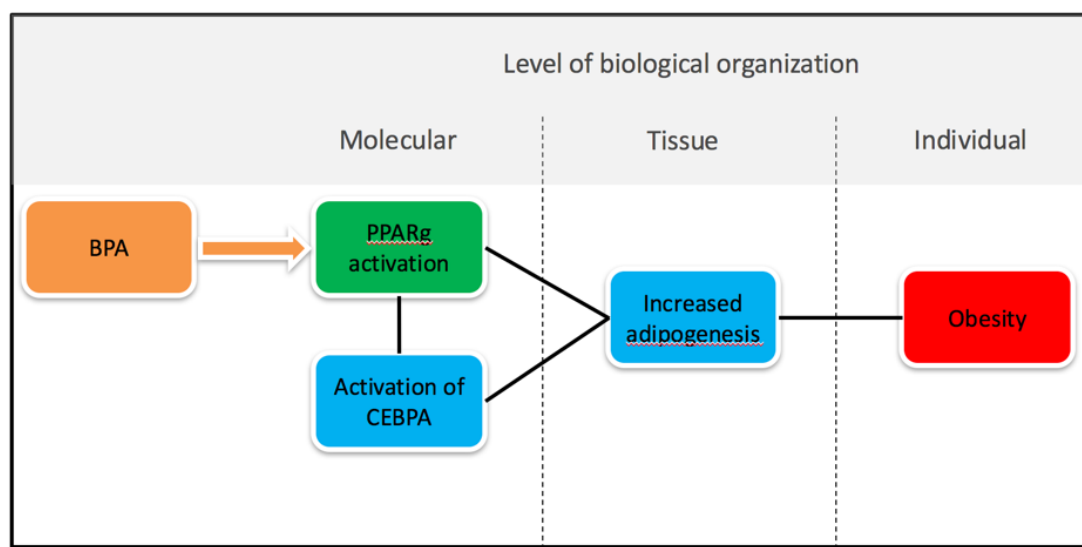 Level of biological organization
Molecular
Tissue
Individual
BPA
PPARg
activation
Increased
adipogenesis
Obesity
Activation of
CEBPA